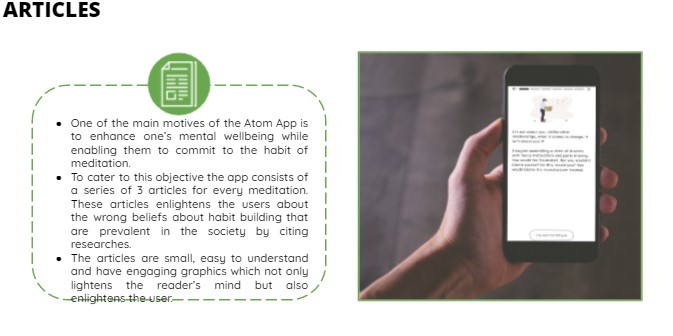 ARTICLES
One of the main motives of the Atom App is
to enhance one's mental wellbeing while
enabling them to commit to the habit of
meditation.
To cater to this objective the app consists of
a series of 3 articles for every meditation.
These articles enlightens the users about
the wrong beliefs about habit building that
are prevalent in the society by citing
researches.
The articles are small, easy to understand
and have engaging graphics which not only
lightens the reader's mind but also
enlightens the user.